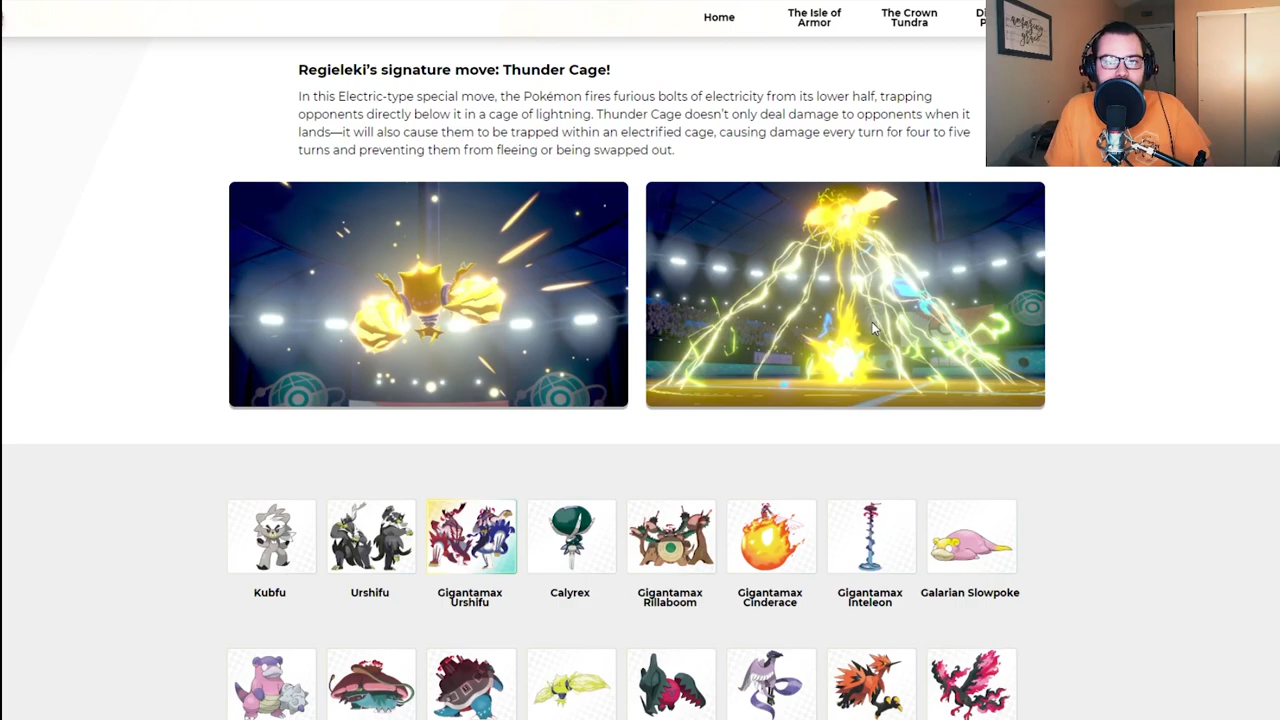 Home
The Isle of
Armor
The Crown
Tundra
Regieleki's signature move: Thunder Cage!
In this Electric-type special move, the Pokémon fires furious bolts of electricity from its lower half, trapping
opponents directly below it in a cage of lightning. Thunder Cage doesn't only deal damage to opponents when it
lands—it will also cause them to be trapped within an electrified cage, causing damage every turn for four to five
turns and preventing them from fleeing or being swapped out.
Kubfu
Urshifu
Gigantamax
Urshifu
Calyrex
Gigantamax
Rillaboom
Gigantamax
Cinderace
Gigantamax
Inteleon
Galarian Slowpoke